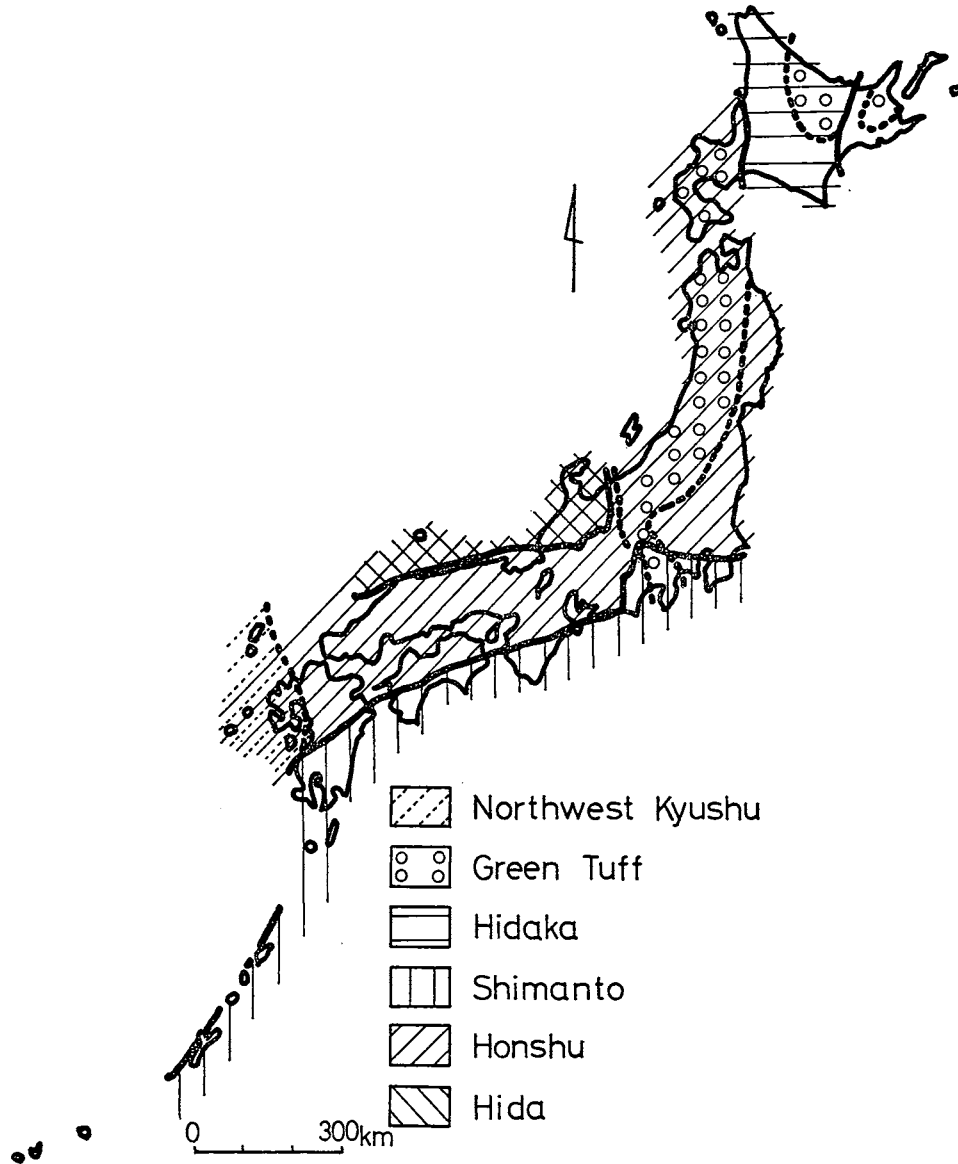 Northwest Kyushu
Green Tuff
Hidaka
Shimanto
Honshu
Hida
0 300km